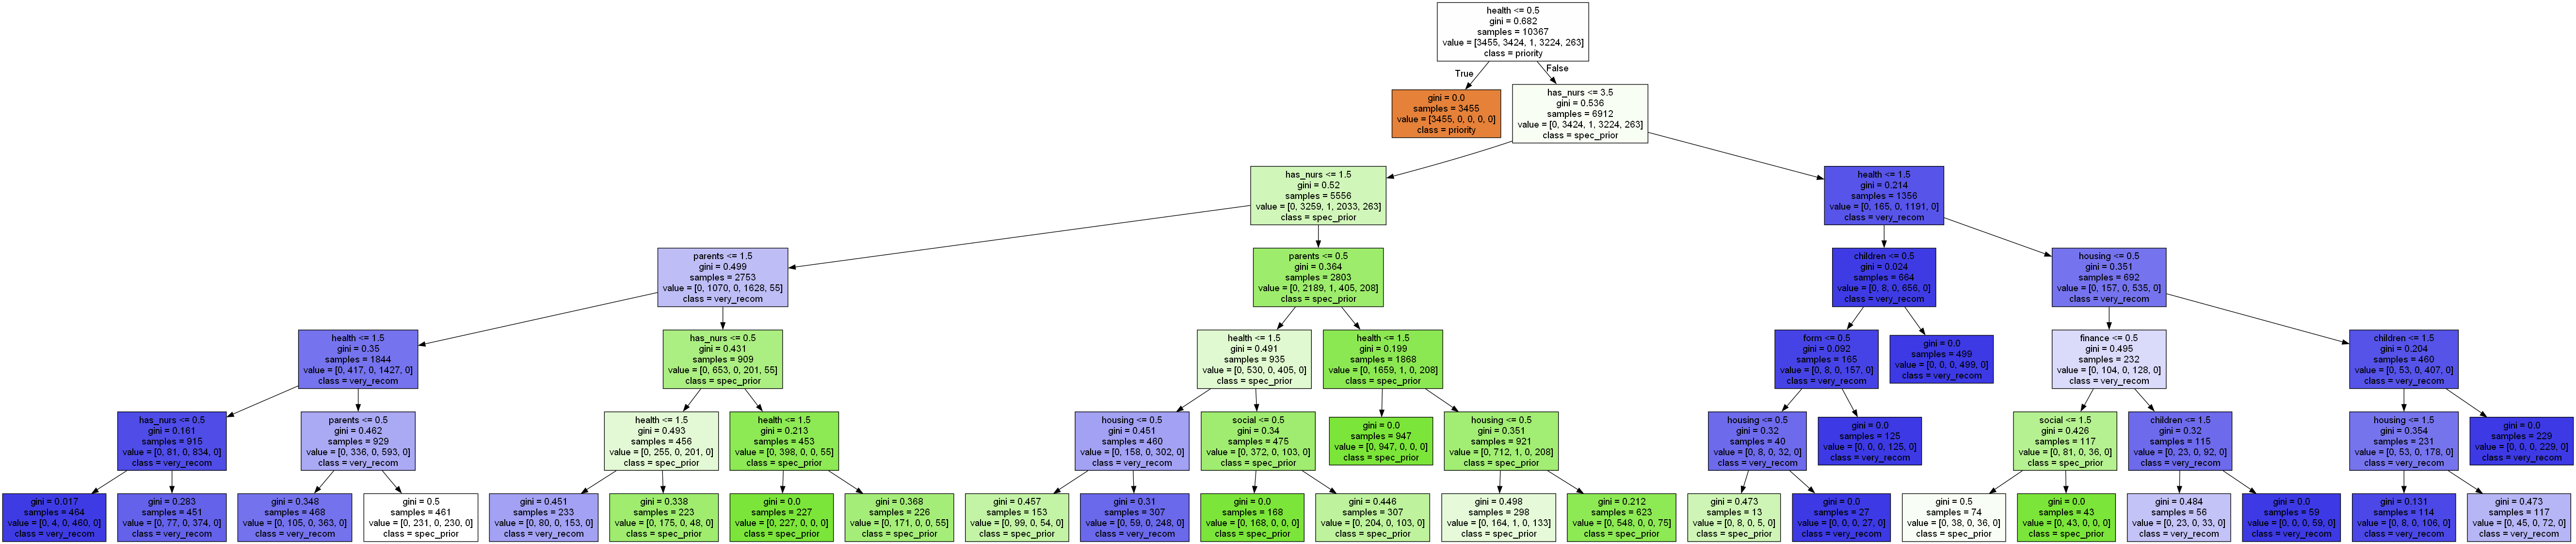 health <= 0.5
gini = 0.682
samples = 10367
value = [3455, 3424, 1, 3224, 263]
class = priority
True
False
gini = 0.0
samples = 3455
value = [3455, 0, 0, 0, 0]
class = priority
has_nurs <= 3.5
gini = 0.536
samples = 6912
value = [0, 3424, 1, 3224, 263]
class = spec_prior
has_nurs <= 1.5
gini = 0.52
samples = 5556
value = [0, 3259, 1, 2033, 263]
class = spec_prior
health <= 1.5
gini = 0.214
samples = 1356
value = [0, 165, 0, 1191, 0]
class = very_recom
parents <= 1.5
gini = 0.499
samples = 2753
value = [0, 1070, 0, 1628, 55]
class = very_recom
parents <= 0.5
gini = 0.364
samples = 2803
value = [0, 2189, 1, 405, 208]
class = spec_prior
children <= 0.5
gini = 0.024
samples = 664
value = [0, 8, 0, 656, 0]
class = very_recom
housing <= 0.5
gini = 0.351
samples = 692
value = [0, 157, 0, 535, 0]
class = very_recom
health <= 1.5
gini = 0.35
samples = 1844
value = [0, 417, 0, 1427, 0]
class = very_recom
has_nurs <= 0.5
gini = 0.431
samples = 909
value = [0, 653, 0, 201, 55]
class = spec_prior
health <= 1.5
gini = 0.491
samples = 935
value = [0, 530, 0, 405, 0]
class = spec_prior
health <= 1.5
gini = 0.199
samples = 1868
value = [0, 1659, 1, 0, 208]
class = spec_prior
form <= 0.5
gini = 0.092
samples = 165
value = [0, 8, 0, 157, 0]
class = very_recom
gini = 0.0
samples = 499
value = [0, 0, 0, 499, 0]
class = very_recom
finance <= 0.5
gini = 0.495
samples = 232
value = [0, 104, 0, 128, 0]
class = very_recom
children <= 1.5
gini = 0.204
samples = 460
value = [0, 53, 0, 407, 0]
class = very_recom
has_nurs <= 0.5
gini = 0.161
samples = 915
value = [0, 81, 0, 834, 0]
class = very_recom
parents <= 0.5
gini = 0.462
samples = 929
value = [0, 336, 0, 593, 0]
class = very_recom
health <= 1.5
gini = 0.493
samples = 456
value = [0, 255, 0, 201, 0]
class = spec_prior
health <= 1.5
gini = 0.213
samples = 453
value = [0, 398, 0, 0, 55]
class = spec_prior
housing <= 0.5
gini = 0.451
samples = 460
value = [0, 158, 0, 302, 0]
class = very_recom
social <= 0.5
gini = 0.34
samples = 475
value = [0, 372, 0, 103, 0]
class = spec_prior
gini = 0.0
samples = 947
value = [0, 947, 0, 0, 0]
class = spec_prior
housing <= 0.5
gini = 0.351
samples = 921
value = [0, 712, 1, 0, 208]
class = spec_prior
housing <= 0.5
gini = 0.32
samples = 40
value = [0, 8, 0, 32, 0]
class = very_recom
gini = 0.0
samples = 125
value = [0, 0, 0, 125, 0]
class = very_recom
social <= 1.5
gini = 0.426
samples = 117
value = [0, 81, 0, 36, 0]
class = spec_prior
children <= 1.5
gini = 0.32
samples = 115
value = [0, 23, 0, 92, 0]
class = very_recom
housing <= 1.5
gini = 0.354
samples = 231
value = [0, 53, 0, 178, 0]
class = very_recom
gini = 0.0
samples = 229
value = [0, 0, 0, 229, 0]
class = very_recom
gini = 0.017
samples = 464
value = [0, 4, 0, 460, 0]
class = very_recom
gini = 0.283
samples = 451
value = [0, 77, 0, 374, 0]
class = very_recom
gini = 0.348
samples = 468
value = [0, 105, 0, 363, 0]
class = very_recom
gini = 0.5
samples = 461
value = [0, 231, 0, 230, 0]
class = spec_prior
gini = 0.451
samples = 233
value = [0, 80, 0, 153, 0]
class = very_recom
gini = 0.338
samples = 223
value = [0, 175, 0, 48, 0]
class = spec_prior
gini = 0.0
samples = 227
value = [0, 227, 0, 0, 0]
class = spec_prior
gini = 0.368
samples = 226
value = [0, 171, 0, 0, 55]
class = spec_prior
gini = 0.457
samples = 153
value = [0, 99, 0, 54, 0]
class = spec_prior
gini = 0.31
samples = 307
value = [0, 59, 0, 248, 0]
class = very_recom
gini = 0.0
samples = 168
value = [0, 168, 0, 0, 0]
class = spec_prior
gini = 0.446
samples = 307
value = [0, 204, 0, 103, 0]
class = spec_prior
gini = 0.498
samples = 298
value = [0, 164, 1, 0, 133]
class = spec_prior
gini = 0.212
samples = 623
value = [0, 548, 0, 0, 75]
class = spec_prior
gini = 0.473
samples = 13
value = [0, 8, 0, 5, 0]
class = spec_prior
gini = 0.0
samples = 27
value = [0, 0, 0, 27, 0]
class = very_recom
gini = 0.5
samples = 74
value = [0, 38, 0, 36, 0]
class = spec_prior
gini = 0.0
samples = 43
value = [0, 43, 0, 0, 0]
class = spec_prior
gini = 0.484
samples = 56
value = [0, 23, 0, 33, 0]
class = very_recom
gini = 0.0
samples = 59
value = [0, 0, 0, 59, 0]
class = very_recom
gini = 0.131
samples = 114
value = [0, 8, 0, 106, 0]
class = very_recom
gini = 0.473
samples = 117
value = [0, 45, 0, 72, 0]
class = very_recom